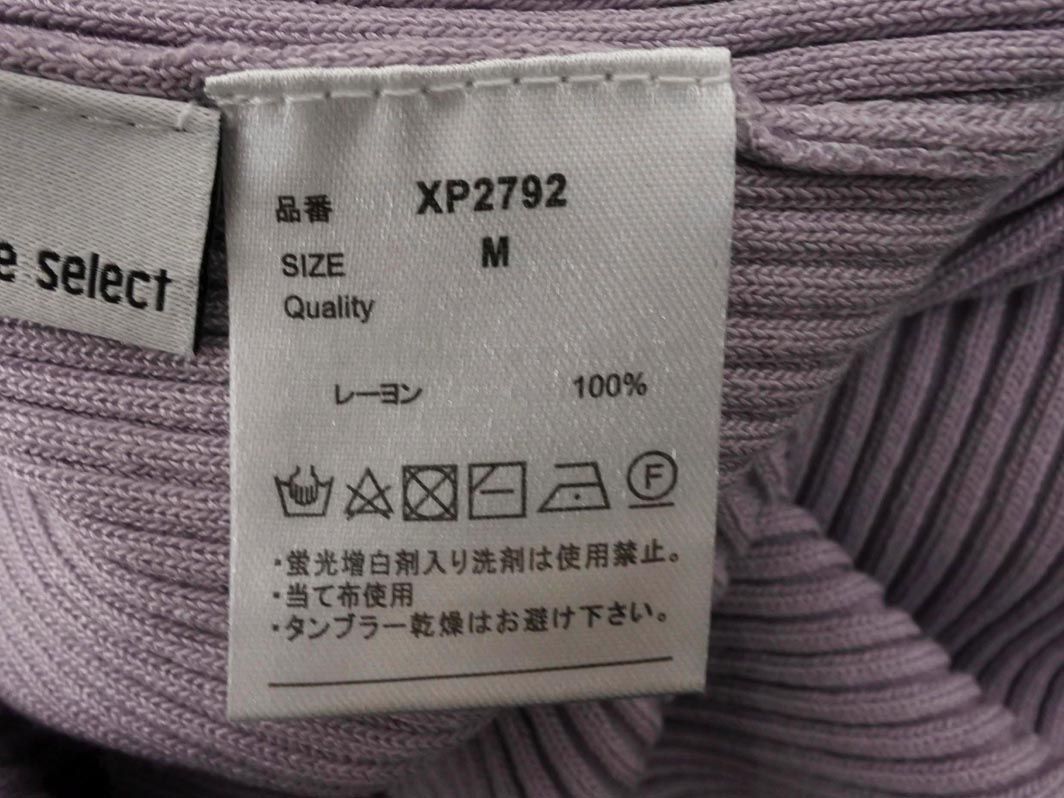 select
品番 XP2792
SIZE M
Quality
レーヨン 100%
F
・蛍光増白剤入り洗剤は使用禁止。
・当て布使用
・タンブラー乾燥はお避け下さい。